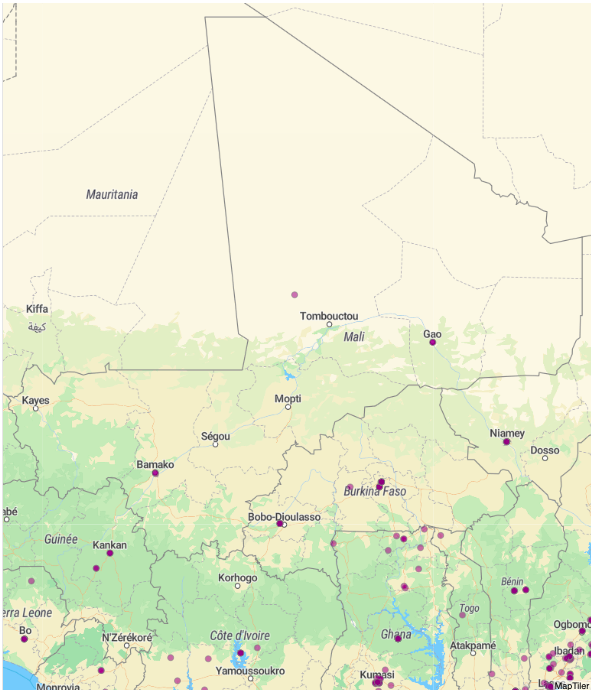 Mauritania
Kiffa
كيفة
Tombouctou
Mali
Gao
Kayes
Mopti
Ségou
Niamey
Dosso
Bamako
Burkina Faso
abé
Bobo-Dioulasso
Guinée
Kankan
Korhogo
Bénin
erra Leone
Togo
Bo
N'Zérékoré
Côte d'Ivoire
Ghana
Ogbomo
Atakpamé
Ibadan
Yamoussoukro
Kumasi
Monrovia
MapTiler